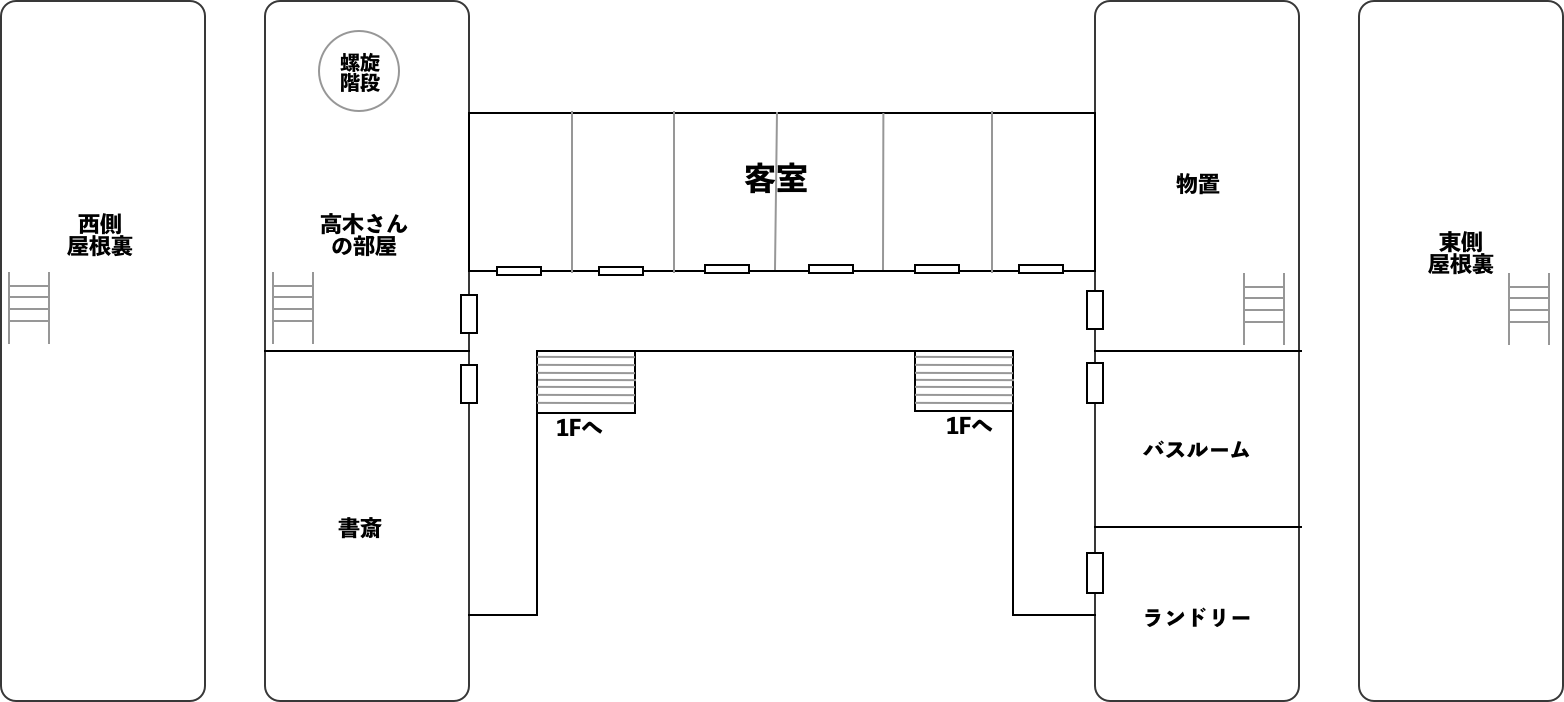 螺旋
階段
客室
物置
西側
屋根裏
高木さん
の部屋
東側
屋根裏
1Fへ
1Fへ
バスルーム
書斎
ランドリー